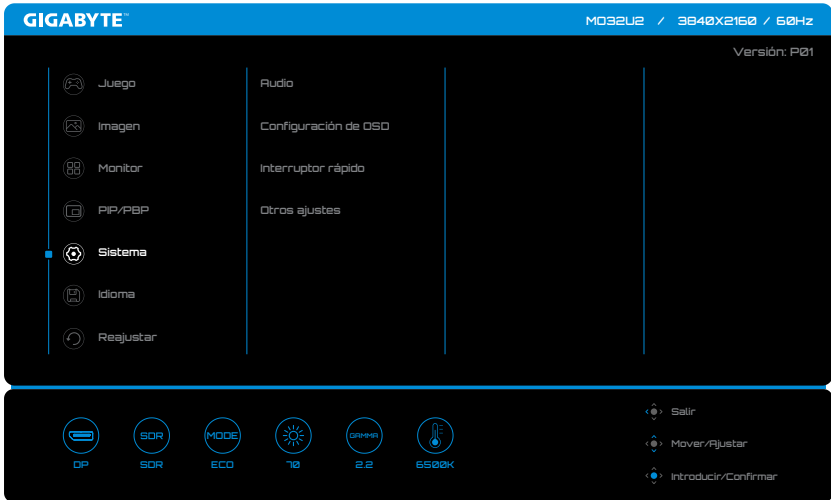 GIGABYTE™
MO32U2 / 3840X2160 / 60Hz
Versión: P01
Juego
Audio
Imagen
Configuración de OSD
Monitor
Interruptor rápido
PIP/PBP
Otros ajustes
Sistema
Idioma
Reajustar
SDR
MODE
GAMMA
DP
SDR
ECO
70
2.2
6500K
Salir
Mover/Ajustar
Introducir/Confirmar